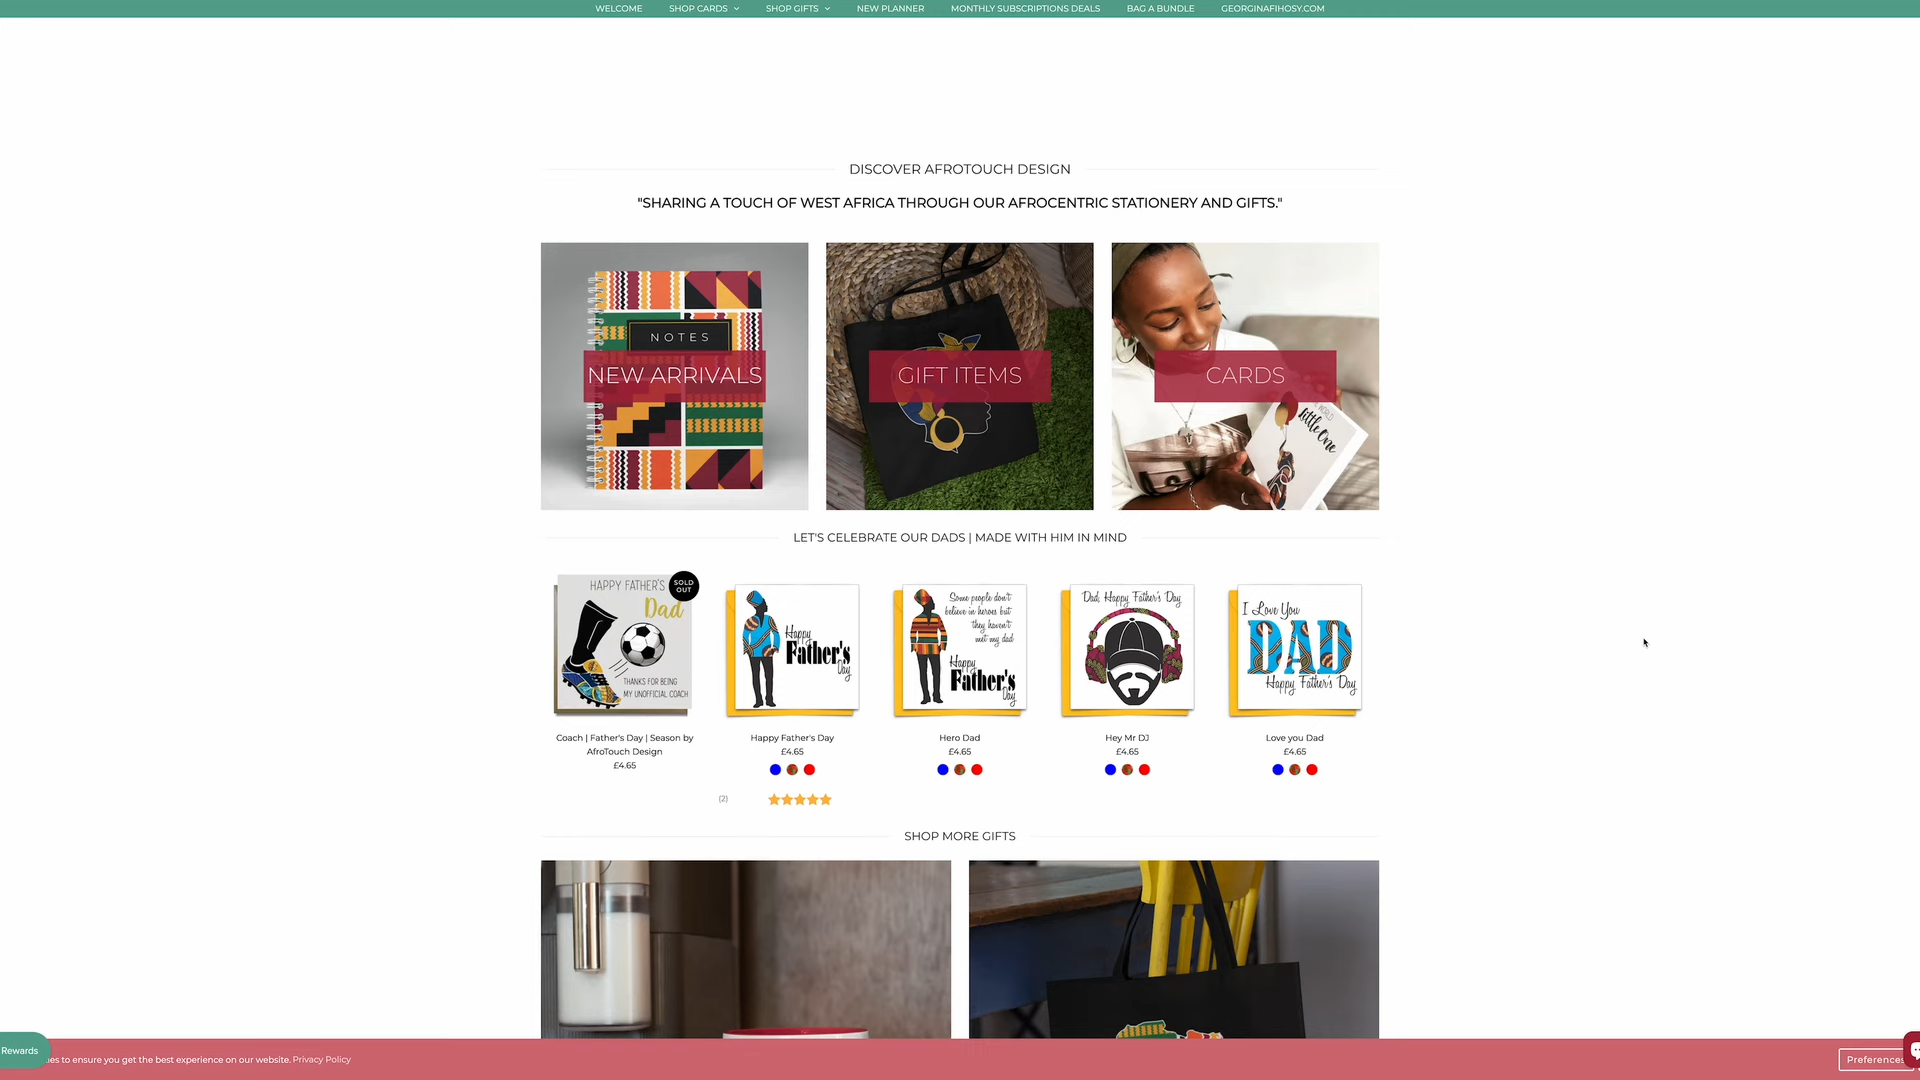 WELCOME SHOP CARDS SHOP GIFTS NEW PLANNER MONTHLY SUBSCRIPTIONS DEALS BAG A BUNDLE GEORGINAFIHOSY.COM
DISCOVER AFROTOUCH DESIGN
"SHARING A TOUCH OF WEST AFRICA THROUGH OUR AFROCENTRIC STATIONERY AND GIFTS."
NOTES
NEW ARRIVALS
GIFT ITEMS
CARDS
Little One
LET'S CELEBRATE OUR DADS | MADE WITH HIM IN MIND
HAPPY FATHER'S
Dad
THANKS FOR BEING
MY UNOFFICIAL COACH
SOLD
OUT
Happy
Father's
Day
Some people don't
believe in heroes but
they haven't
met my dad
Happy
Father's
Day
Dad, Happy Father's Day
I Love You
DAD
Happy Father's Day
Coach | Father's Day | Season by
AfroTouch Design
£4.65
Happy Father's Day
£4.65
Hero Dad
£4.65
Hey Mr DJ
£4.65
Love you Dad
£4.65
(2)
SHOP MORE GIFTS
Rewards
to ensure you get the best experience on our website. Privacy Policy
Preferences